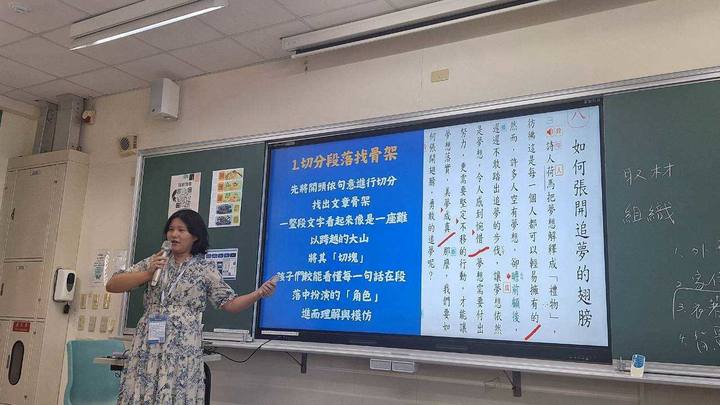 1.切分段落找骨架
先將開頭依句意進行切分
找出文章骨架
一整段文字看起來像是一座難
以跨越的大山
將其「切塊」
孩子們較能看懂每一句話在段
落中扮演的「角色」
進而理解與模仿
八
如何張開追夢的翅膀
詩人荷馬把夢想解釋成「禮物」，
彷彿這是每一個人都可以輕易擁有的。
然而，許多人空有夢想，卻瞻前顧後，
遲遲不敢踏出追夢的步伐，讓夢想依然
是夢想，令人感到惋惜。夢想需要付出
努力，更需要堅定不移的行動，才能讓
夢想落實，美夢成真。那麼，我們要如
何張開翅膀，勇敢的追夢呢？
取材
組織